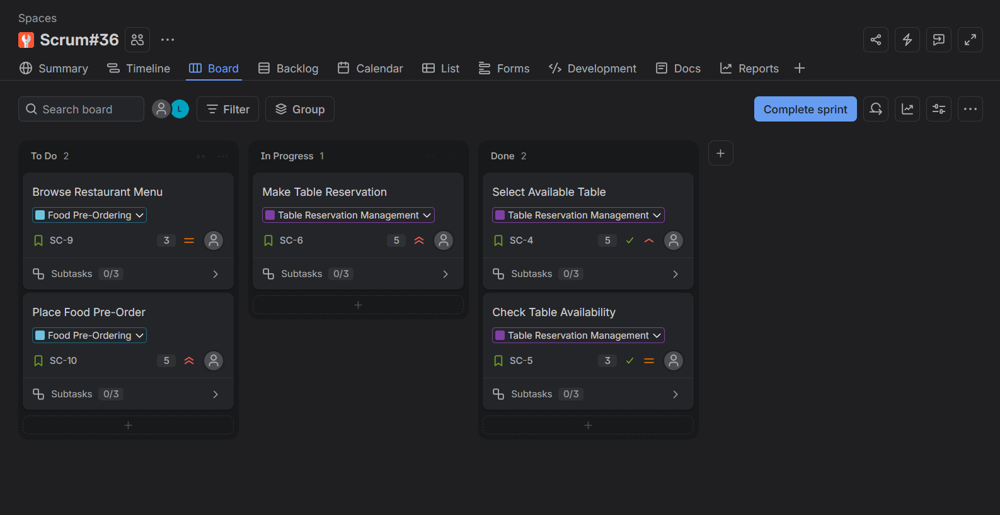 Spaces
Scrum#36
Summary Timeline Board Backlog Calendar List Forms Development Docs Reports
Search board L Filter Group Complete sprint
To Do 2
Browse Restaurant Menu
Food Pre-Ordering
SC-9 3
Subtasks 0/3
Place Food Pre-Order
Food Pre-Ordering
SC-10 5
Subtasks 0/3
In Progress 1
Make Table Reservation
Table Reservation Management
SC-6 5
Subtasks 0/3
Done 2
Select Available Table
Table Reservation Management
SC-4 5
Subtasks 0/3
Check Table Availability
Table Reservation Management
SC-5 3
Subtasks 0/3